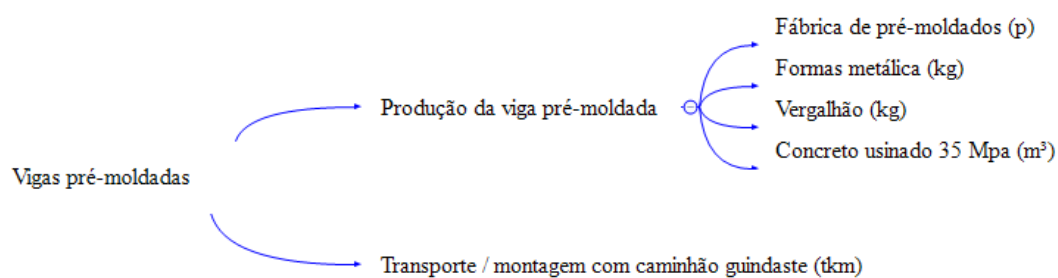 Fábrica de pré-moldados (p)
Formas metálica (kg)
Produção da viga pré-moldada
Vergalhão (kg)
Concreto usinado 35 Mpa (m³)
Vigas pré-moldadas
Transporte / montagem com caminhão guindaste (tkm)